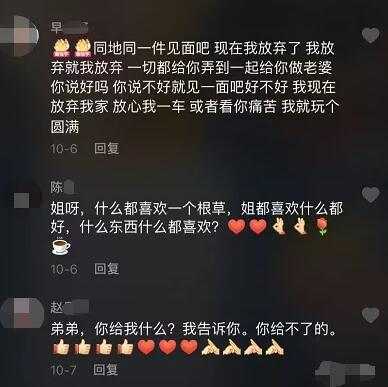 早
同地同一件见面吧 现在我放弃了 我放
弃就我放弃 一切都给你弄到一起给你做老婆
你说好吗 你说不好就见一面吧好不好 我现在
放弃我家 放心我一车 或者看你痛苦 我就玩个
圆满
10-6 回复
陈
姐呀，什么都喜欢一个根草，姐都喜欢什么都
好，什么东西什么都喜欢？
10-6 回复
赵
弟弟，你给我什么？我告诉你。你给不了的。
10-7 回复